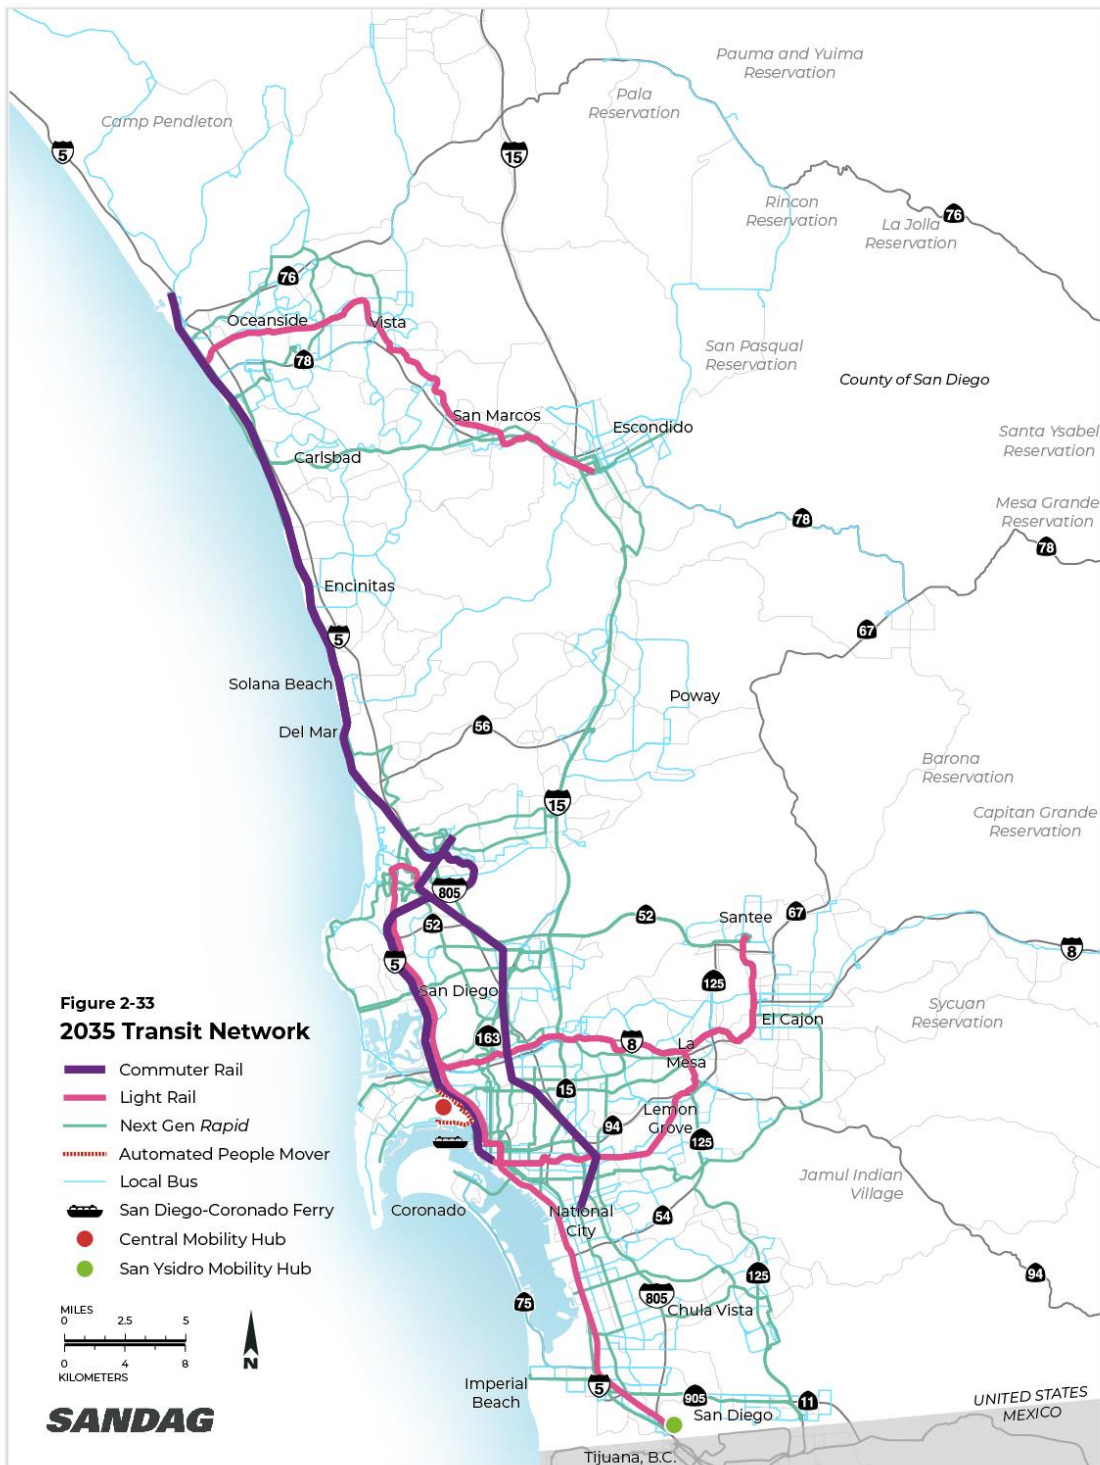 Pauma and Yuima
Reservation
Pala
Reservation
Camp Pendleton
5
15
Rincon
Reservation
76
La Jolla
Reservation
76
Oceanside
Vista
78
San Pasqual
Reservation
County of San Diego
San Marcos
Escondido
Santa Ysabel
Reservation
Carlsbad
Mesa Grande
Reservation
78
78
Encinitas
5
67
Solana Beach
Poway
Del Mar
56
Barona
Reservation
15
Capitan Grande
Reservation
805
Santee
67
52
52
8
5
125
San Diego
Sycuan
Reservation
El Cajon
163
8
La
Mesa
15
Lemon
Grove
94
125
Jamul Indian
Village
Coronado
National
City
54
125
94
75
805
Chula Vista
Imperial
Beach
5
905
11
San Diego
UNITED STATES
MEXICO
Tijuana, B.C.
Figure 2-33
2035 Transit Network
Commuter Rail
Light Rail
Next Gen Rapid
Automated People Mover
Local Bus
San Diego-Coronado Ferry
Central Mobility Hub
San Ysidro Mobility Hub
MILES
0 2.5 5
0 4 8
KILOMETERS
N
SANDAG